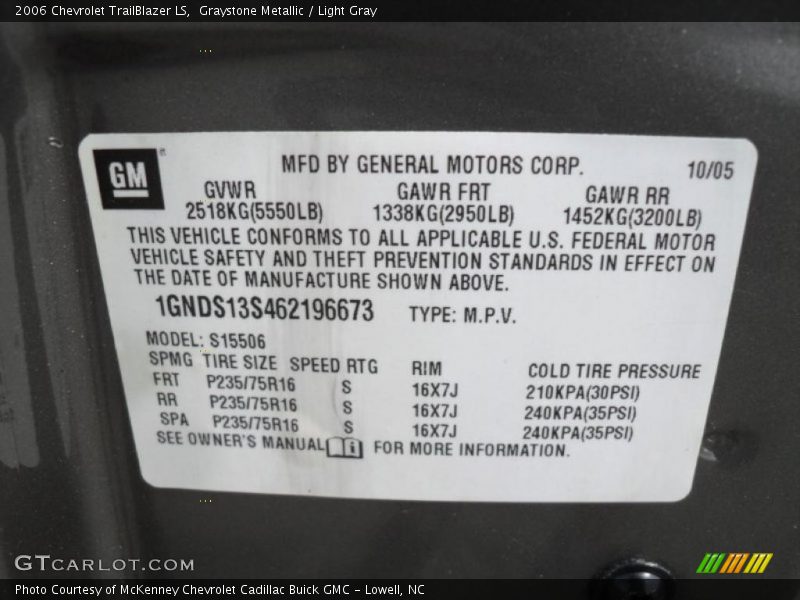 2006 Chevrolet TrailBlazer LS, Graystone Metallic / Light Gray
GM
MFD BY GENERAL MOTORS CORP. 10/05
GVWR GAWR FRT GAWR RR
2518KG(5550LB) 1338KG(2950LB) 1452KG(3200LB)
THIS VEHICLE CONFORMS TO ALL APPLICABLE U.S. FEDERAL MOTOR
VEHICLE SAFETY AND THEFT PREVENTION STANDARDS IN EFFECT ON
THE DATE OF MANUFACTURE SHOWN ABOVE.
1GNDS13S462196673 TYPE: M.P.V.
MODEL: S15506
SPMG TIRE SIZE SPEED RTG RIM COLD TIRE PRESSURE
FRT P235/75R16 S 16X7J 210KPA(30PSI)
RR P235/75R16 S 16X7J 240KPA(35PSI)
SPA P235/75R16 S 16X7J 240KPA(35PSI)
SEE OWNER'S MANUAL FOR MORE INFORMATION.
GTCARLOT.COM
Photo Courtesy of McKenney Chevrolet Cadillac Buick GMC - Lowell, NC